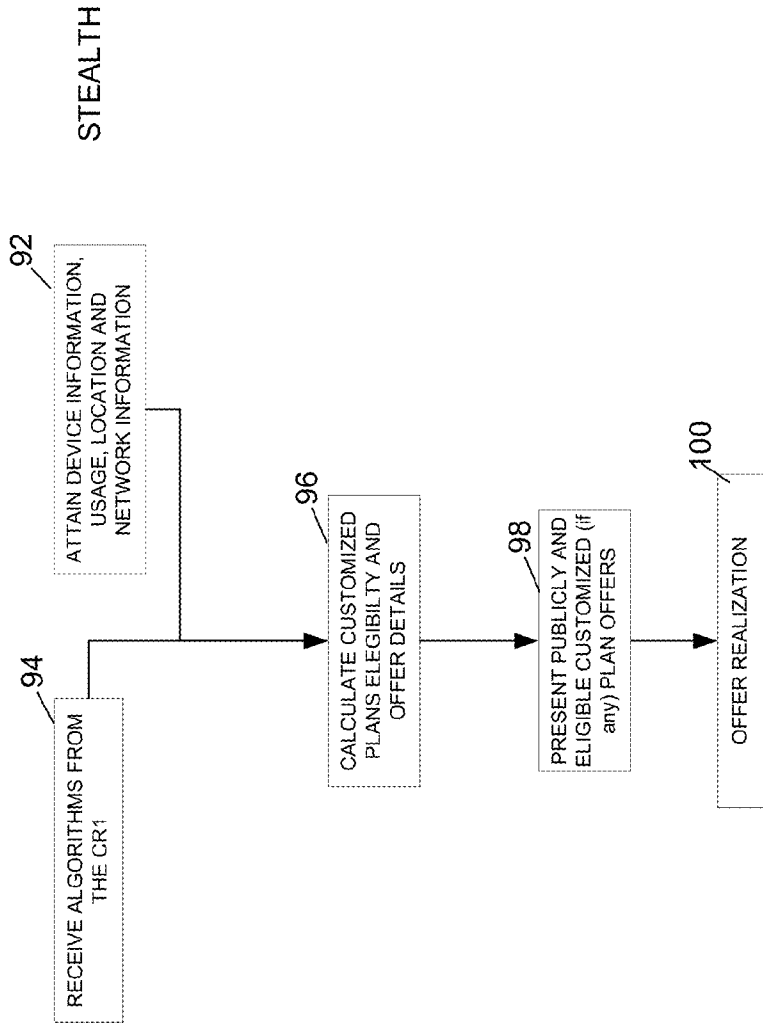 STEALTH
92
ATTAIN DEVICE INFORMATION,
USAGE, LOCATION AND
NETWORK INFORMATION
94
RECEIVE ALGORITHMS FROM
THE CR1
96
CALCULATE CUSTOMIZED
PLANS ELEGIBILTY AND
OFFER DETAILS
98
PRESENT PUBLICLY AND
ELIGIBLE CUSTOMIZED (if
any) PLAN OFFERS
100
OFFER REALIZATION